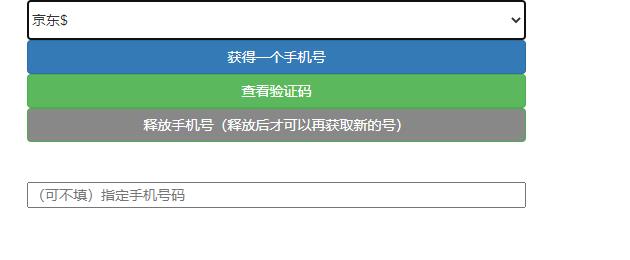 京东$
获得一个手机号
查看验证码
释放手机号（释放后才可以再获取新的号）
（可不填）指定手机号码